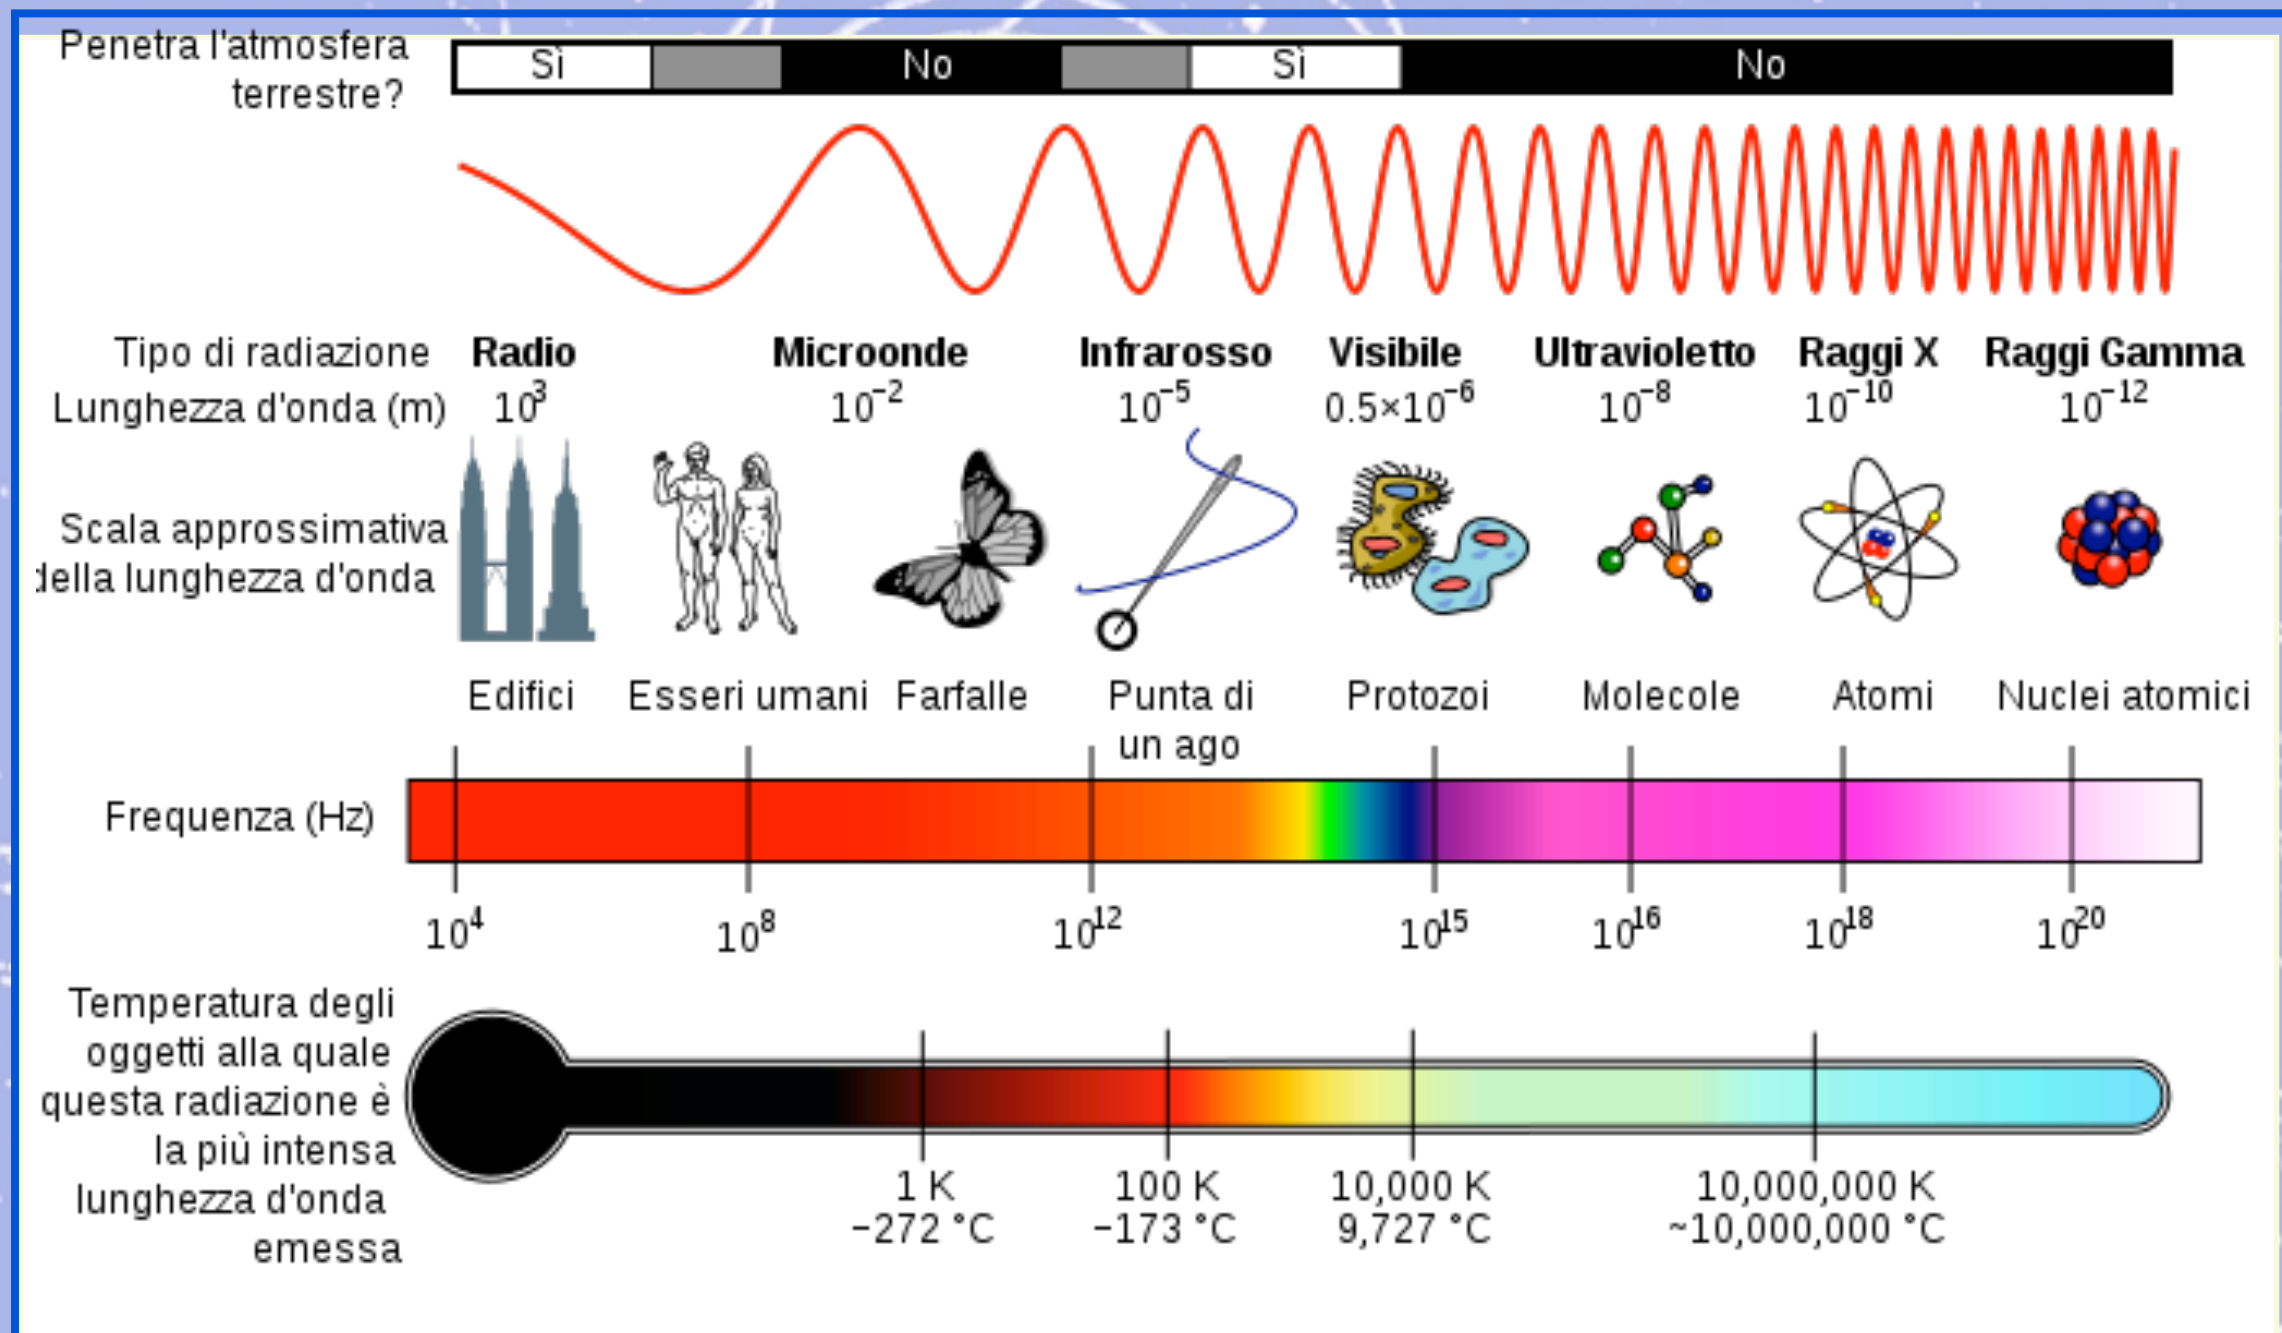 Penetra l'atmosfera
terrestre?
Sì
No
Sì
No
Tipo di radiazione
Radio
Microonde
Infrarosso
Visibile
Ultravioletto
Raggi X
Raggi Gamma
Lunghezza d'onda (m)
10³
10⁻²
10⁻⁵
0.5×10⁻⁶
10⁻⁸
10⁻¹⁰
10⁻¹²
Scala approssimativa
della lunghezza d'onda
Edifici
Esseri umani
Farfalle
Punta di
un ago
Protozoi
Molecole
Atomi
Nuclei atomici
Frequenza (Hz)
10⁴
10⁸
10¹²
10¹⁵
10¹⁶
10¹⁸
10²⁰
Temperatura degli
oggetti alla quale
questa radiazione è
la più intensa
lunghezza d'onda
emessa
1 K
−272 °C
100 K
−173 °C
10,000 K
9,727 °C
10,000,000 K
~10,000,000 °C